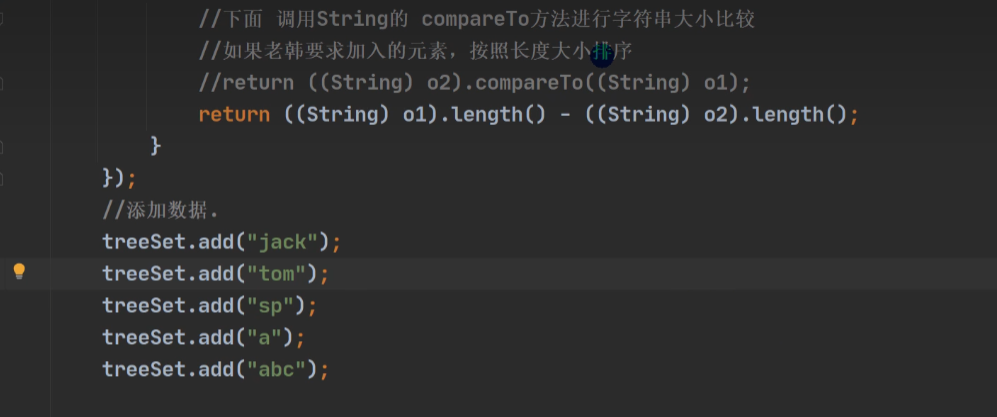 //下面 调用String的 compareTo方法进行字符串大小比较
//如果老韩要求加入的元素，按照长度大小排序
//return ((String) o2).compareTo((String) o1);
return ((String) o1).length() - ((String) o2).length();
}
});
//添加数据.
treeSet.add("jack");
treeSet.add("tom");
treeSet.add("sp");
treeSet.add("a");
treeSet.add("abc");